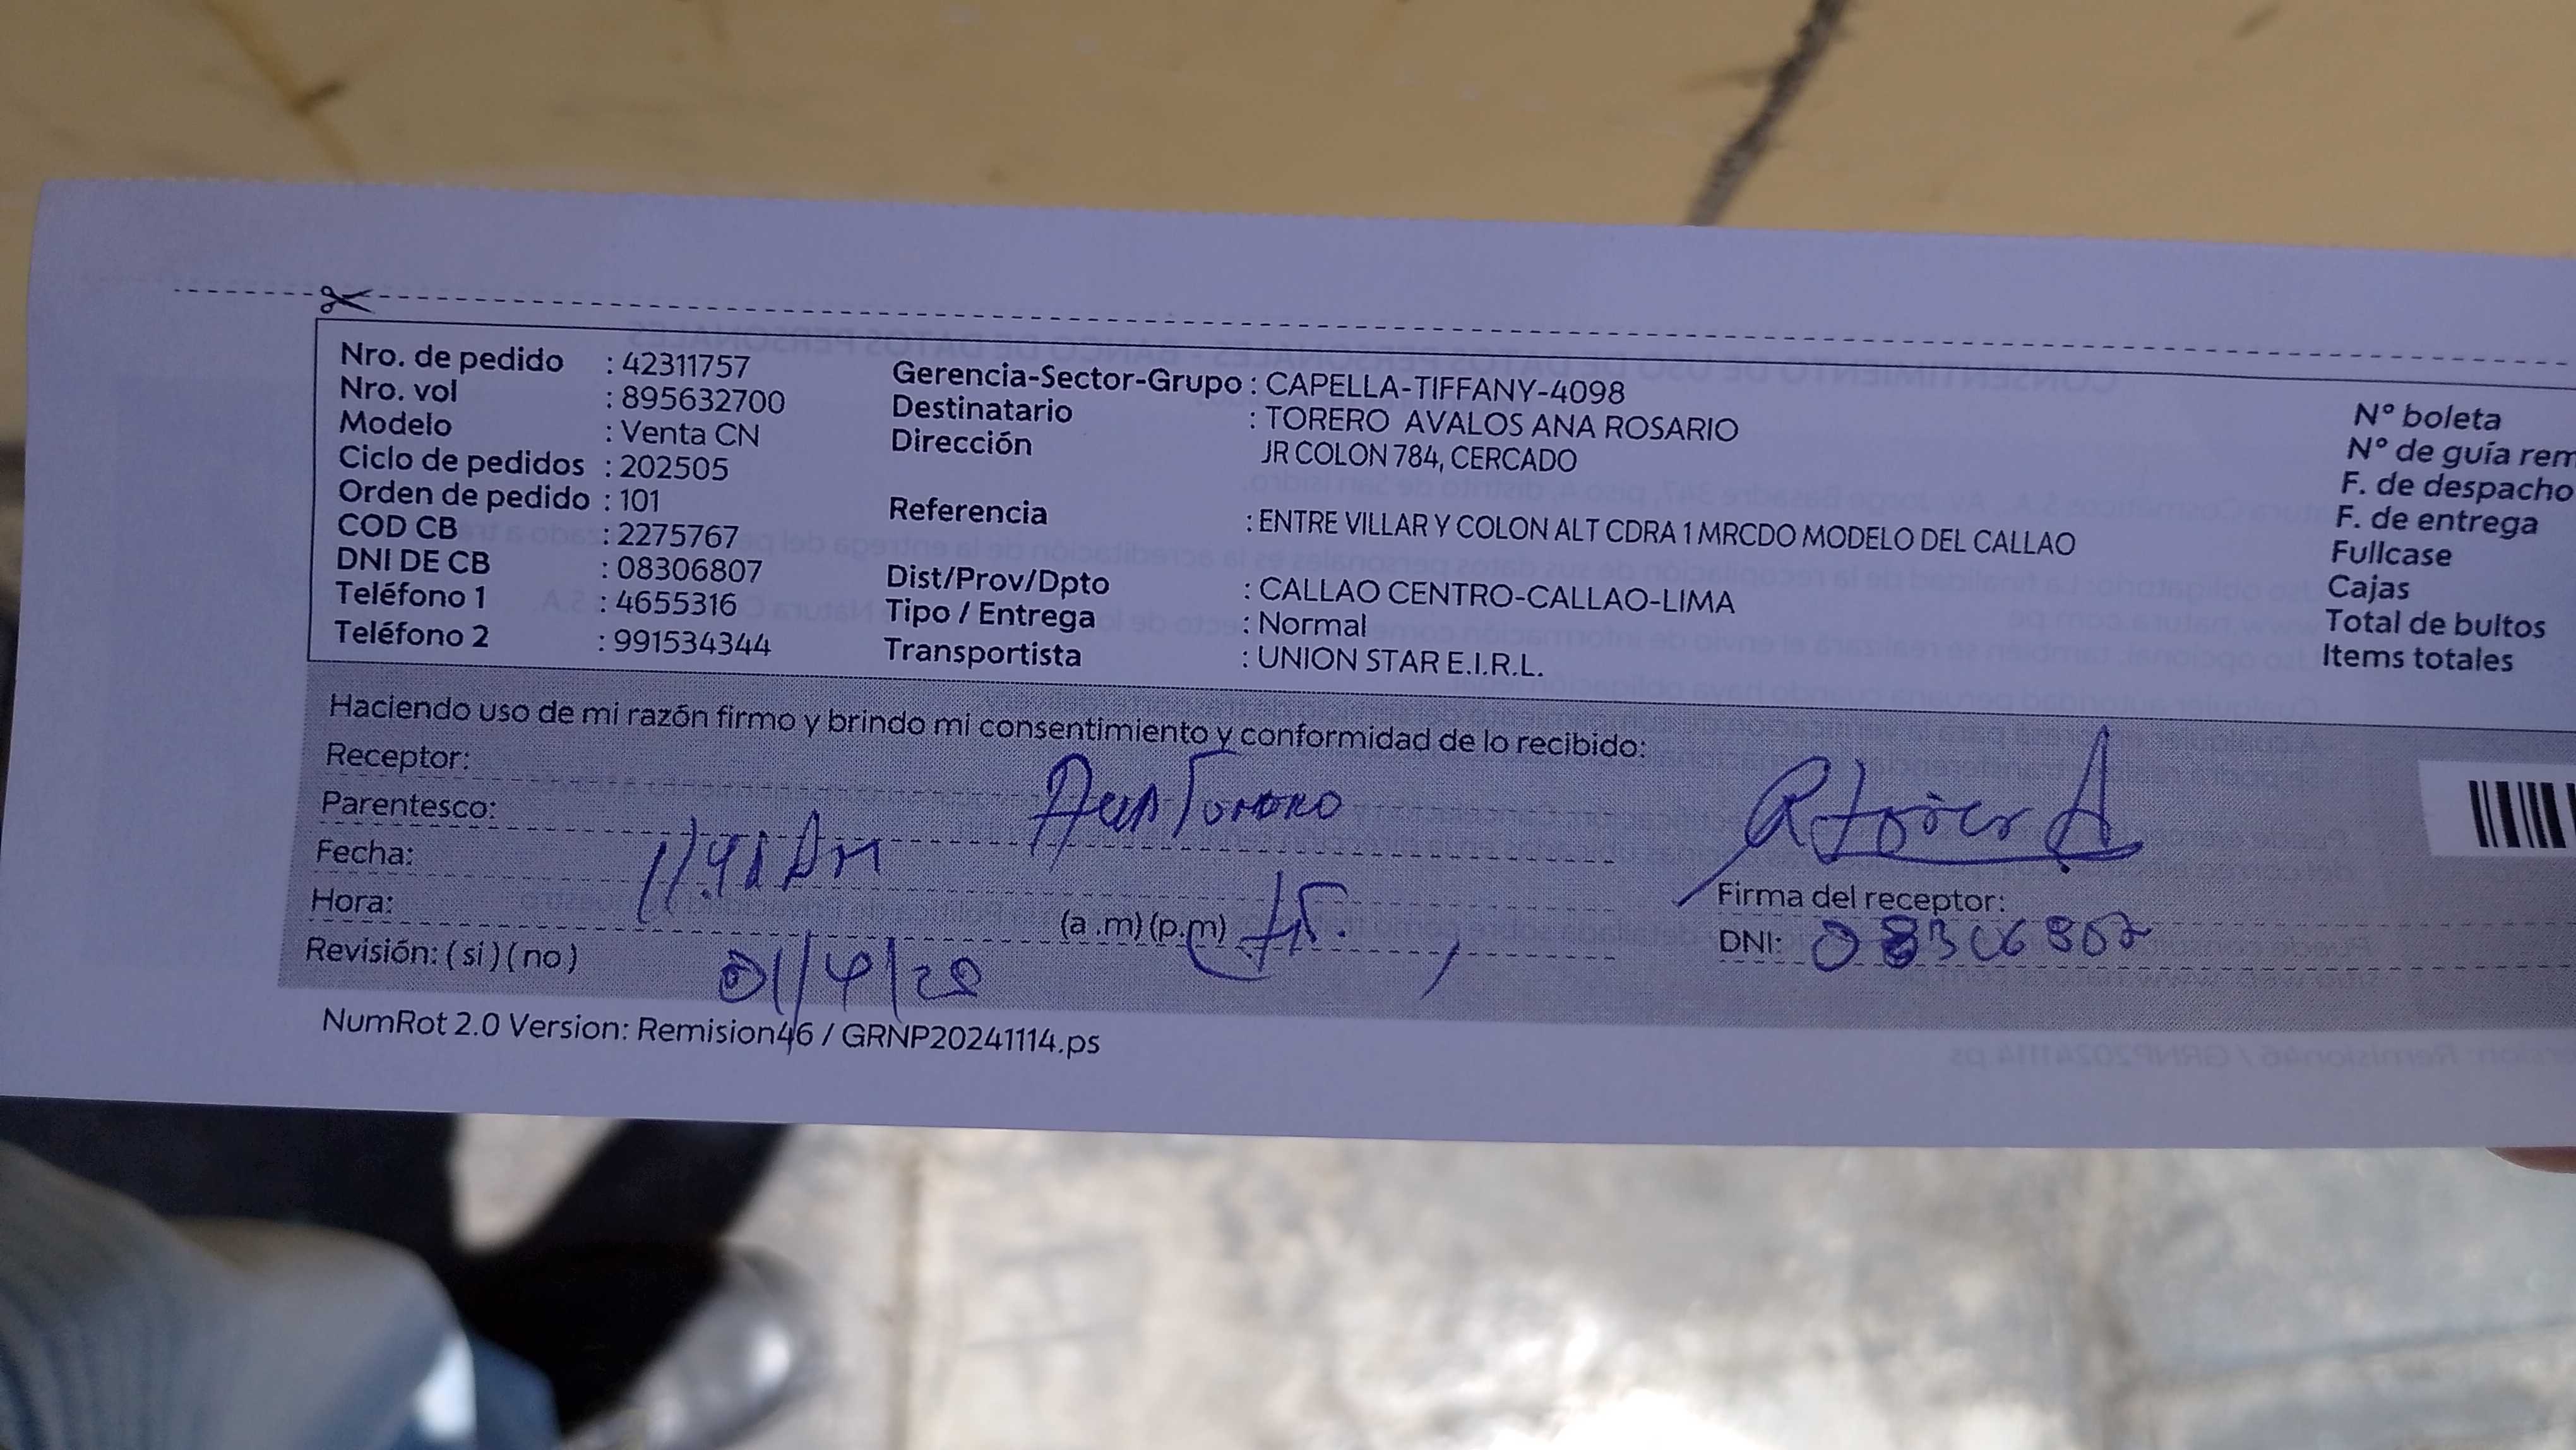 Nro. de pedido : 42311757
Nro. vol : 895632700
Modelo : Venta CN
Ciclo de pedidos : 202505
Orden de pedido : 101
COD CB : 2275767
DNI DE CB : 08306807
Teléfono 1 : 4655316
Teléfono 2 : 991534344
Gerencia-Sector-Grupo : CAPELLA-TIFFANY-4098
Destinatario : TORERO AVALOS ANA ROSARIO
Dirección JR COLON 784, CERCADO
Referencia : ENTRE VILLAR Y COLON ALT CDRA 1 MRCDO MODELO DEL CALLAO
Dist/Prov/Dpto : CALLAO CENTRO-CALLAO-LIMA
Tipo / Entrega : Normal
Transportista : UNION STAR E.I.R.L.
N° boleta
N° de guía rem
F. de despacho
F. de entrega
Fullcase
Cajas
Total de bultos
Items totales
Haciendo uso de mi razón firmo y brindo mi consentimiento y conformidad de lo recibido:
Receptor:
Parentesco:
Fecha:
Hora: (a .m) (p.m)
Revisión: ( si ) ( no )
Firma del receptor:
DNI:
NumRot 2.0 Version: Remision46 / GRNP20241114.ps